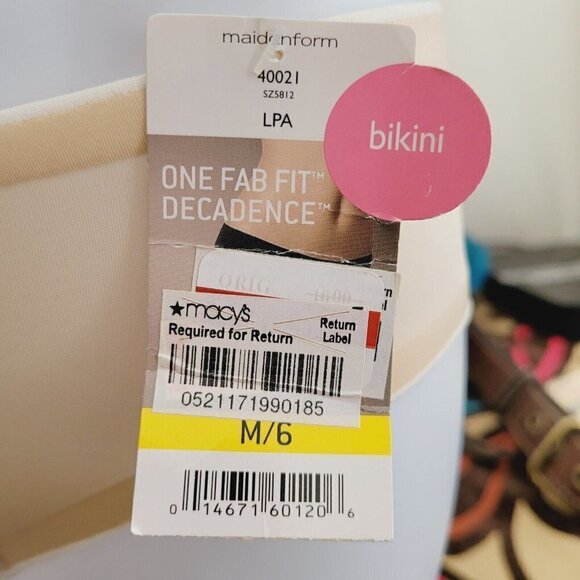 maidenform
40021
SZ5812
LPA
bikini
ONE FAB FIT™
DECADENCE™
ORIG
★macy's
Required for Return
Return
Label
0521171990185
M/6
0 14671 60120 6